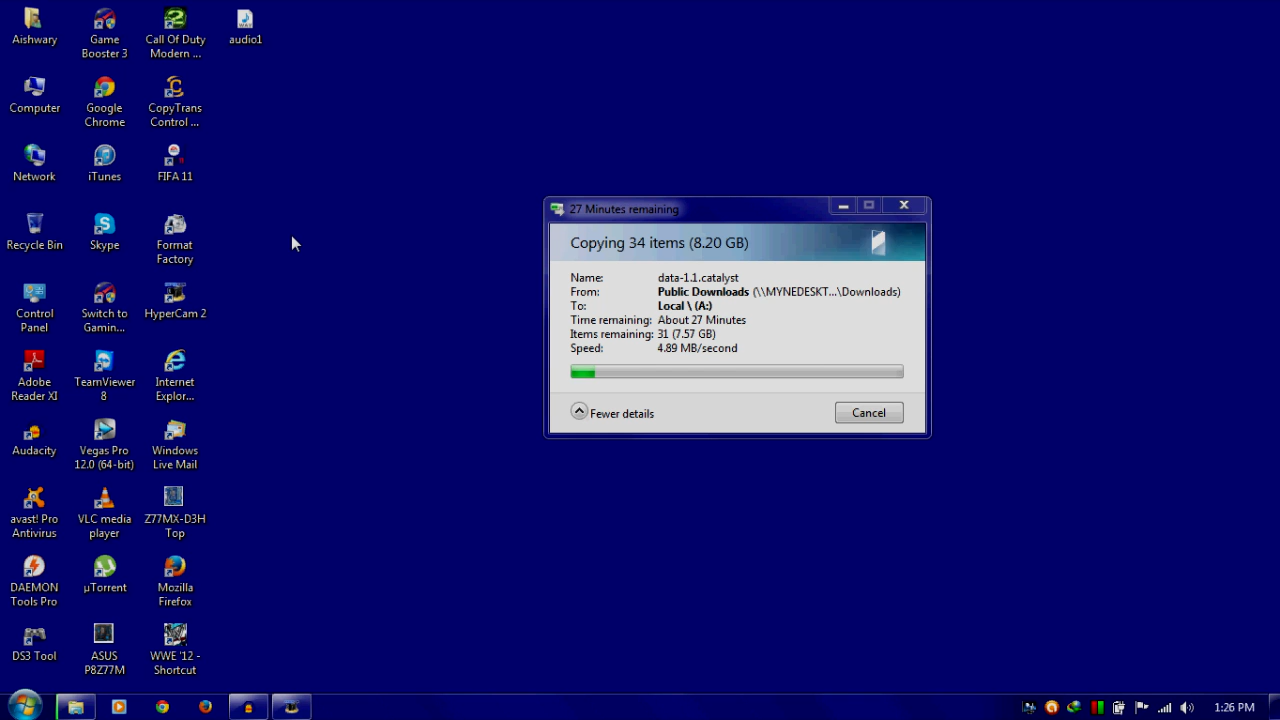 Aishwary
Game
Booster 3
Call Of Duty
Modern ...
audio1
Computer
Google
Chrome
CopyTrans
Control ...
Network
iTunes
FIFA 11
Recycle Bin
Skype
Format
Factory
Control
Panel
Switch to
Gamin...
HyperCam 2
Adobe
Reader XI
TeamViewer
8
Internet
Explor...
Audacity
Vegas Pro
12.0 (64-bit)
Windows
Live Mail
avast! Pro
Antivirus
VLC media
player
Z77MX-D3H
Top
DAEMON
Tools Pro
µTorrent
Mozilla
Firefox
DS3 Tool
ASUS
P8Z77M
WWE '12 -
Shortcut
27 Minutes remaining
Copying 34 items (8.20 GB)
Name: data-1.1.catalyst
From: Public Downloads (\\MYNEDESKT...\Downloads)
To: Local \ (A:)
Time remaining: About 27 Minutes
Items remaining: 31 (7.57 GB)
Speed: 4.89 MB/second
Fewer details
Cancel
1:26 PM